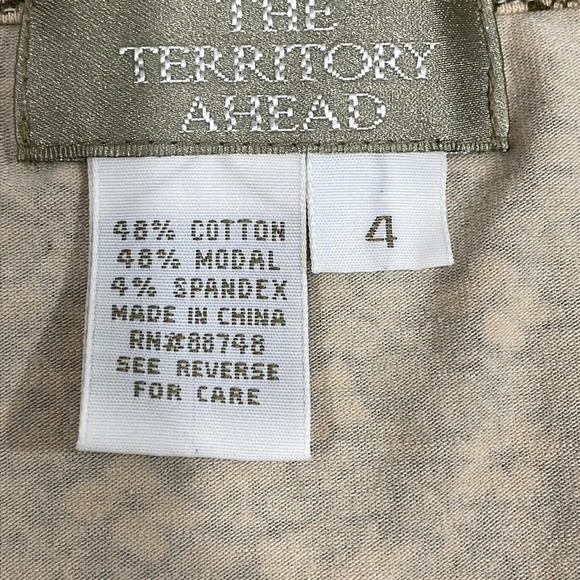 THE
TERRITORY
AHEAD
48% COTTON
48% MODAL
4% SPANDEX
MADE IN CHINA
RN#88748
SEE REVERSE
FOR CARE
4